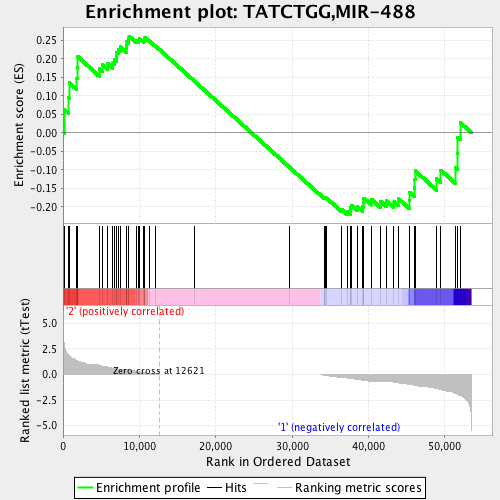 Enrichment plot: TATCTGG,MIR-488
Enrichment score (ES)
0.25
0.20
0.15
0.10
0.05
0.00
-0.05
-0.10
-0.15
-0.20
'2' (positively correlated)
Ranked list metric (tTest)
5.0
2.5
0.0
-2.5
-5.0
Zero cross at 12621
'1' (negatively correlated)
0 10,000 20,000 30,000 40,000 50,000
Rank in Ordered Dataset
Enrichment profile Hits Ranking metric scores